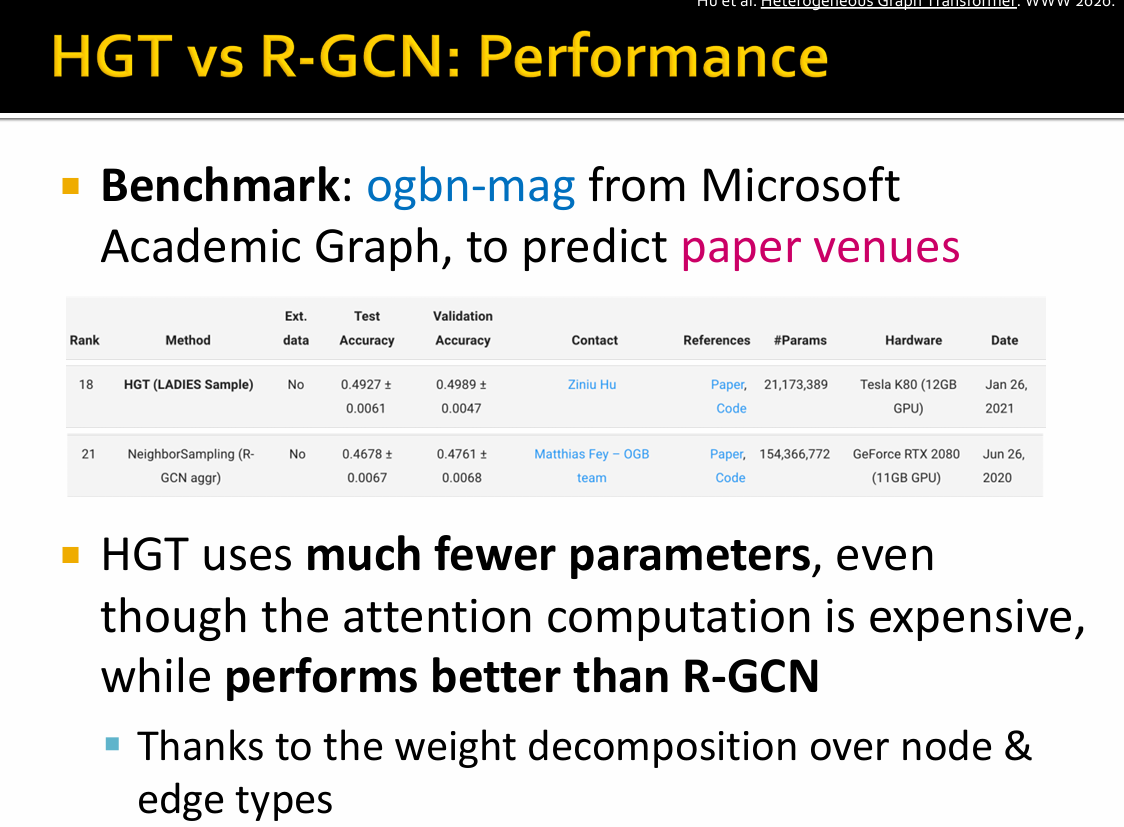 Hu et al. Heterogeneous Graph Transformer. WWW 2020.
HGT vs R-GCN: Performance
Benchmark: ogbn-mag from Microsoft
Academic Graph, to predict paper venues
Rank Method Ext. data Test Accuracy Validation Accuracy Contact References #Params Hardware Date
18 HGT (LADIES Sample) No 0.4927 ± 0.0061 0.4989 ± 0.0047 Ziniu Hu Paper, Code 21,173,389 Tesla K80 (12GB GPU) Jan 26, 2021
21 NeighborSampling (R-GCN aggr) No 0.4678 ± 0.0067 0.4761 ± 0.0068 Matthias Fey – OGB team Paper, Code 154,366,772 GeForce RTX 2080 (11GB GPU) Jun 26, 2020
HGT uses much fewer parameters, even
though the attention computation is expensive,
while performs better than R-GCN
Thanks to the weight decomposition over node &
edge types